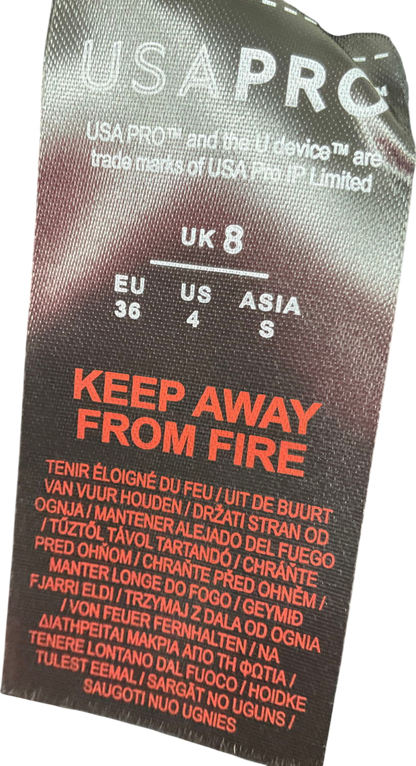 USAPRO
USA PRO™ and the U device™ are
trade marks of USA Pro IP Limited
UK 8
EU US ASIA
36 4 S
KEEP AWAY
FROM FIRE
TENIR ÉLOIGNÉ DU FEU / UIT DE BUURT
VAN VUUR HOUDEN / DRŽATI STRAN OD
OGNJA / MANTENER ALEJADO DEL FUEGO
/ TŰZTŐL TÁVOL TARTANDÓ / CHRÁNTE
PRED OHŇOM / CHRAŇTE PŘED OHNĚM /
MANTER LONGE DO FOGO / GEYMIÐ
FJARRI ELDI / TRZYMAJ Z DALA OD OGNIA
/ VON FEUER FERNHALTEN / NA
ΔΙΑΤΗΡΕΙΤΑΙ ΜΑΚΡΙΑ ΑΠΟ ΤΗ ΦΩΤΙΑ /
TENERE LONTANO DAL FUOCO / HOIDKE
TULEST EEMAL / SARGĀT NO UGUNS /
SAUGOTI NUO UGNIES